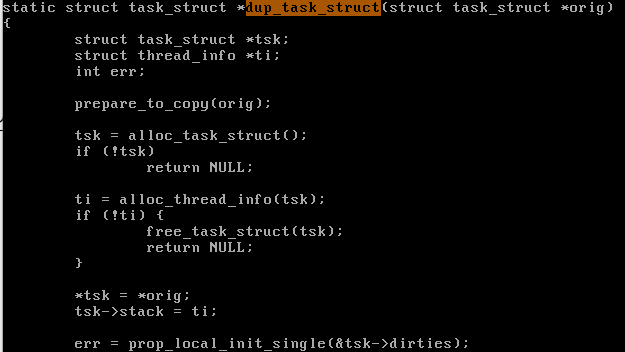 static struct task_struct *dup_task_struct(struct task_struct *orig)
{
        struct task_struct *tsk;
        struct thread_info *ti;
        int err;

        prepare_to_copy(orig);

        tsk = alloc_task_struct();
        if (!tsk)
                return NULL;

        ti = alloc_thread_info(tsk);
        if (!ti) {
                free_task_struct(tsk);
                return NULL;
        }

        *tsk = *orig;
        tsk->stack = ti;

        err = prop_local_init_single(&tsk->dirties);